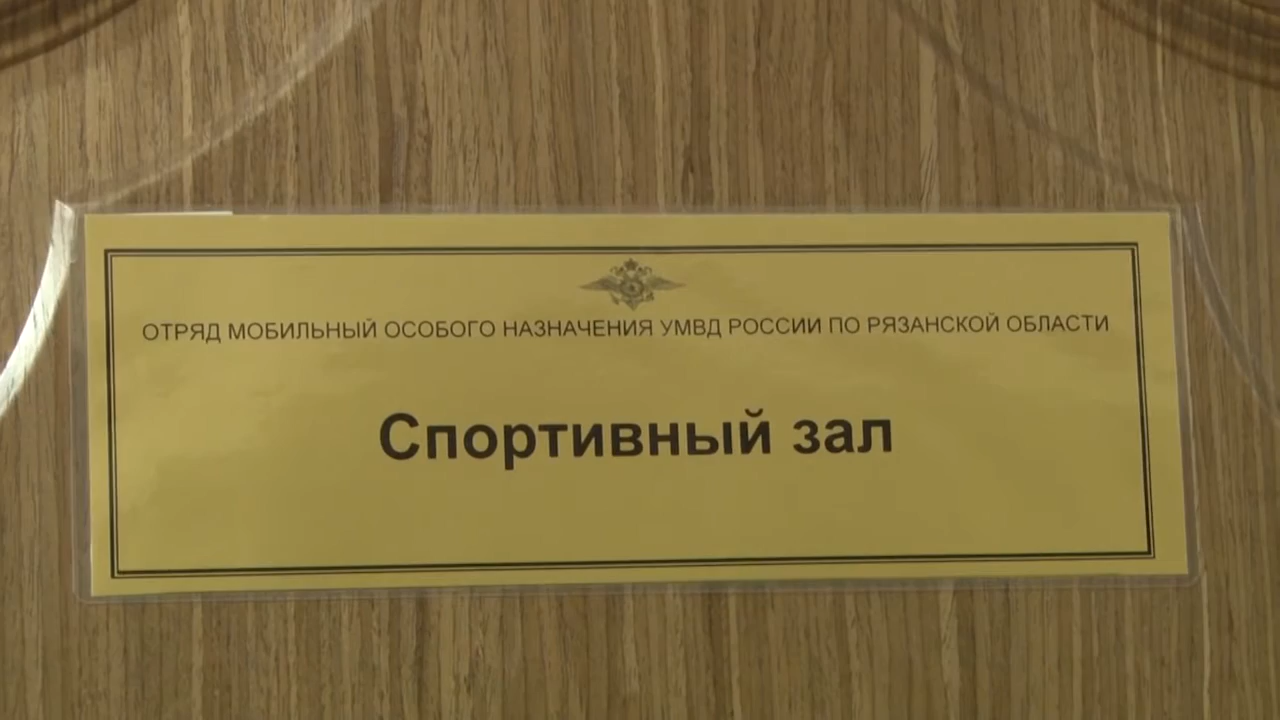 ОТРЯД МОБИЛЬНЫЙ ОСОБОГО НАЗНАЧЕНИЯ УМВД РОССИИ ПО РЯЗАНСКОЙ ОБЛАСТИ
Спортивный зал